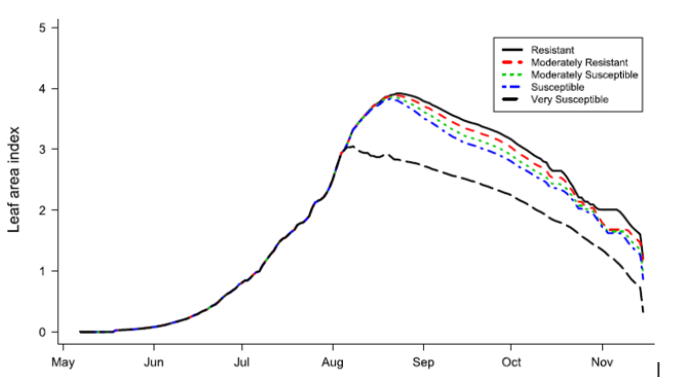 5
4
3
2
1
0
Leaf area index
Resistant
Moderately Resistant
Moderately Susceptible
Susceptible
Very Susceptible
May Jun Jul Aug Sep Oct Nov